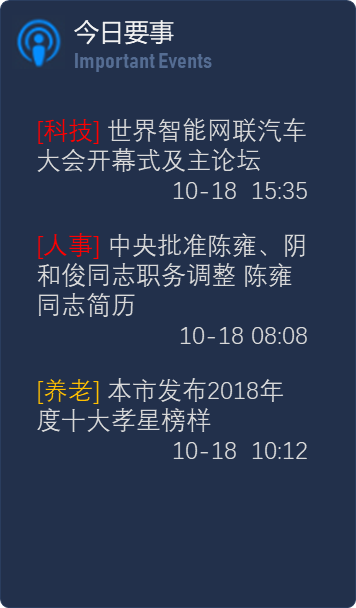 今日要事
Important Events
[科技] 世界智能网联汽车
大会开幕式及主论坛
10-18 15:35
[人事] 中央批准陈雍、阴
和俊同志职务调整 陈雍
同志简历
10-18 08:08
[养老] 本市发布2018年
度十大孝星榜样
10-18 10:12